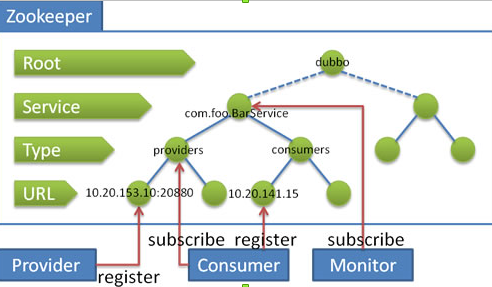 Zookeeper
Root
dubbo
Service
com.foo.BarService
Type
providers
consumers
URL
10.20.153.10:20880
10.20.141.15
subscribe
register
subscribe
Provider
register
Consumer
Monitor